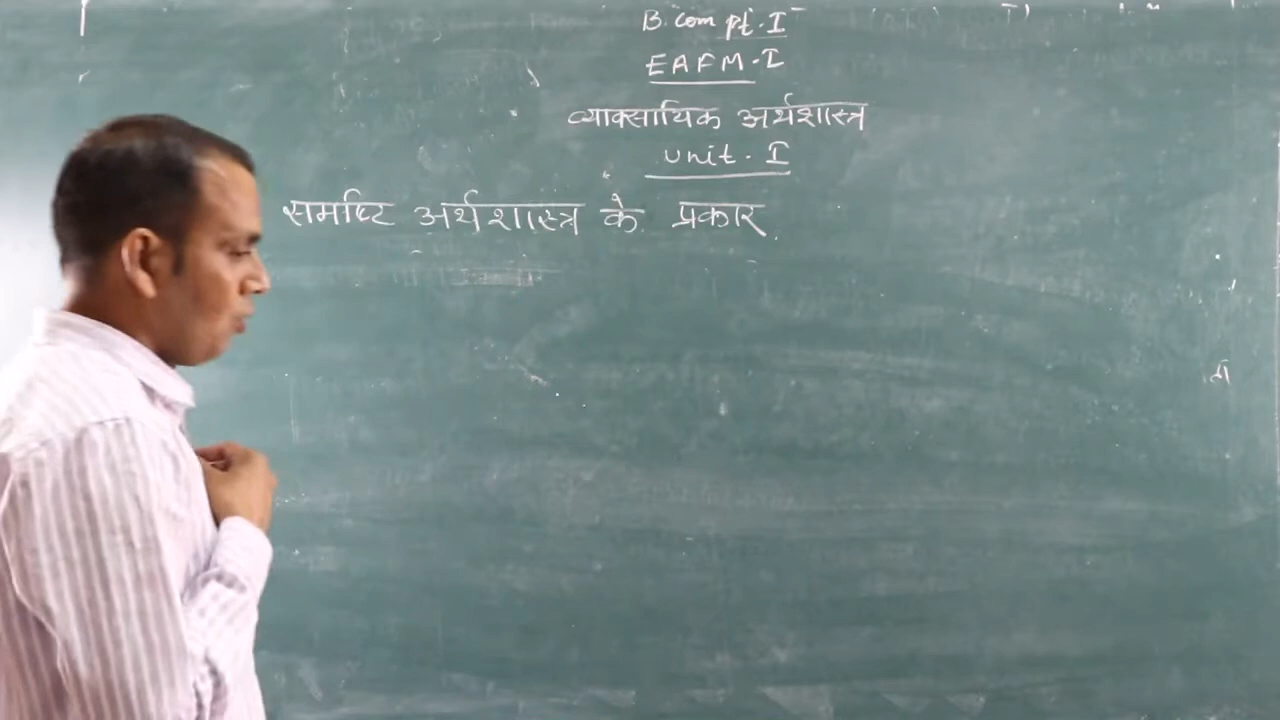 B. com pt. I
EAFM - I
व्यावसायिक अर्थशास्त्र
unit - I
समष्टि अर्थशास्त्र के प्रकार